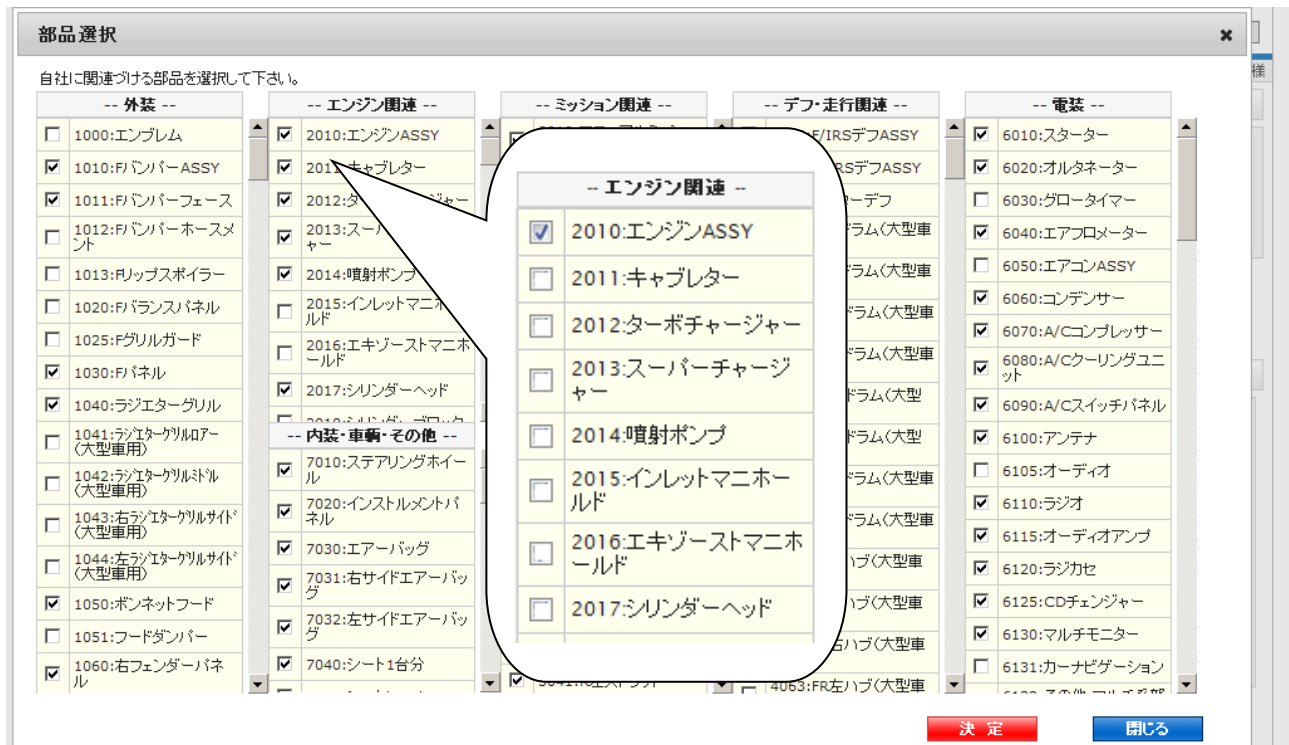 部品選択
様
自社に関連づける部品を選択して下さい。
-- 外装 --
1000:エンブレム
1010:FバンパーASSY
1011:Fバンパーフェース
1012:Fバンパーホースメ
ント
1013:Fリップスポイラー
1020:Fバランスパネル
1025:Fグリルガード
1030:Fパネル
1040:ラジエターグリル
1041:ﾗｼﾞｴﾀｰｸﾞﾘﾙﾛｱｰ
(大型車用)
1042:ﾗｼﾞｴﾀｰｸﾞﾘﾙﾐﾄﾞﾙ
(大型車用)
1043:右ﾗｼﾞｴﾀｰｸﾞﾘﾙｻｲﾄﾞ
(大型車用)
1044:左ﾗｼﾞｴﾀｰｸﾞﾘﾙｻｲﾄﾞ
(大型車用)
1050:ボンネットフード
1051:フードダンパー
1060:右フェンダーパネ
ル
-- エンジン関連 --
2010:エンジンASSY
2011:キャブレター
2012:タ
ジャー
2013:スー
ャー
2014:噴射ポンプ
2015:インレットマニホ
ルド
2016:エキゾーストマニホ
ールド
2017:シリンダーヘッド
-- 内装・車輌・その他 --
7010:ステアリングホイー
ル
7020:インストルメントパ
ネル
7030:エアーバッグ
7031:右サイドエアーバッ
グ
7032:左サイドエアーバッ
グ
7040:シート1台分
-- ミッション関連 --
-- エンジン関連 --
2010:エンジンASSY
2011:キャブレター
2012:ターボチャージャー
2013:スーパーチャージ
ャー
2014:噴射ポンプ
2015:インレットマニホー
ルド
2016:エキゾーストマニホ
ールド
2017:シリンダーヘッド
-- デフ・走行関連 --
F/IRSデフASSY
RSデフASSY
ーデフ
ラム(大型車
ラム(大型車
ラム(大型車
ラム(大型車
ドラム(大型
ドラム(大型
ラム(大型車
ラム(大型車
ハブ(大型車
ハブ(大型車
右ハブ(大型車
4063:FR左ハブ(大型車
-- 電装 --
6010:スターター
6020:オルタネーター
6030:グロータイマー
6040:エアフロメーター
6050:エアコンASSY
6060:コンデンサー
6070:A/Cコンプレッサー
6080:A/Cクーリングユニ
ット
6090:A/Cスイッチパネル
6100:アンテナ
6105:オーディオ
6110:ラジオ
6115:オーディオアンプ
6120:ラジカセ
6125:CDチェンジャー
6130:マルチモニター
6131:カーナビゲーション
決 定
閉じる